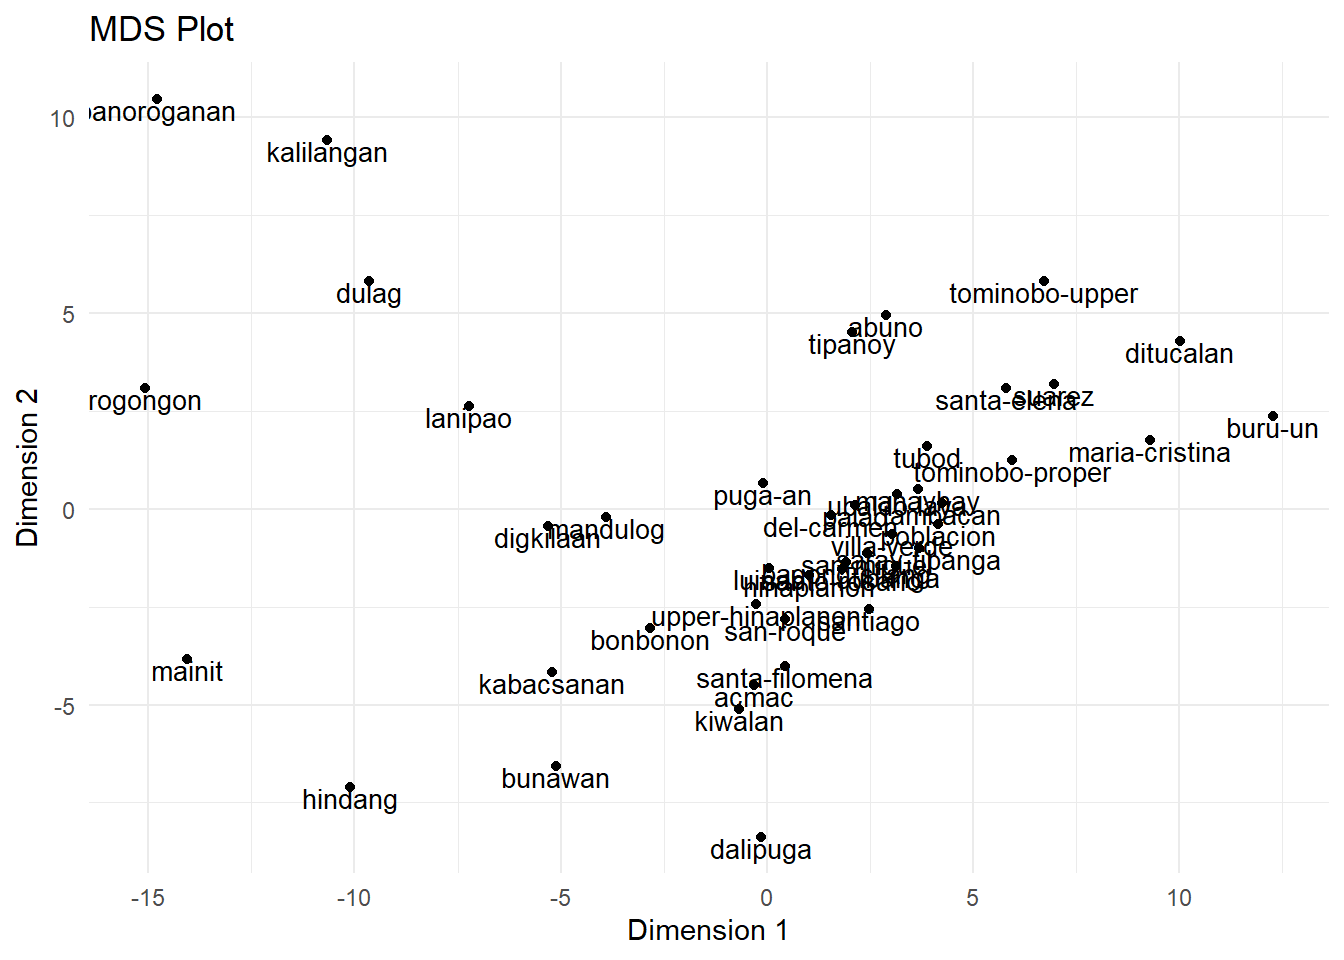 MDS Plot
10
5
0
-5
Dimension 2
panoroganan
kalilangan
dulag
tominobo-upper
abuno
tipanoy
ditucalan
rogongon
lanipao
santa-elena
suarez
buru-un
maria-cristina
tubod
tominobo-proper
puga-an
mahayhay
del-carmen
mandulog
digkilaan
poblacion
villa-verde
tibanga
hinaplanon
upper-hinaplanon
santiago
san-roque
bonbonon
mainit
kabacsanan
santa-filomena
acmac
kiwalan
bunawan
hindang
dalipuga
-15
-10
-5
0
5
10
Dimension 1